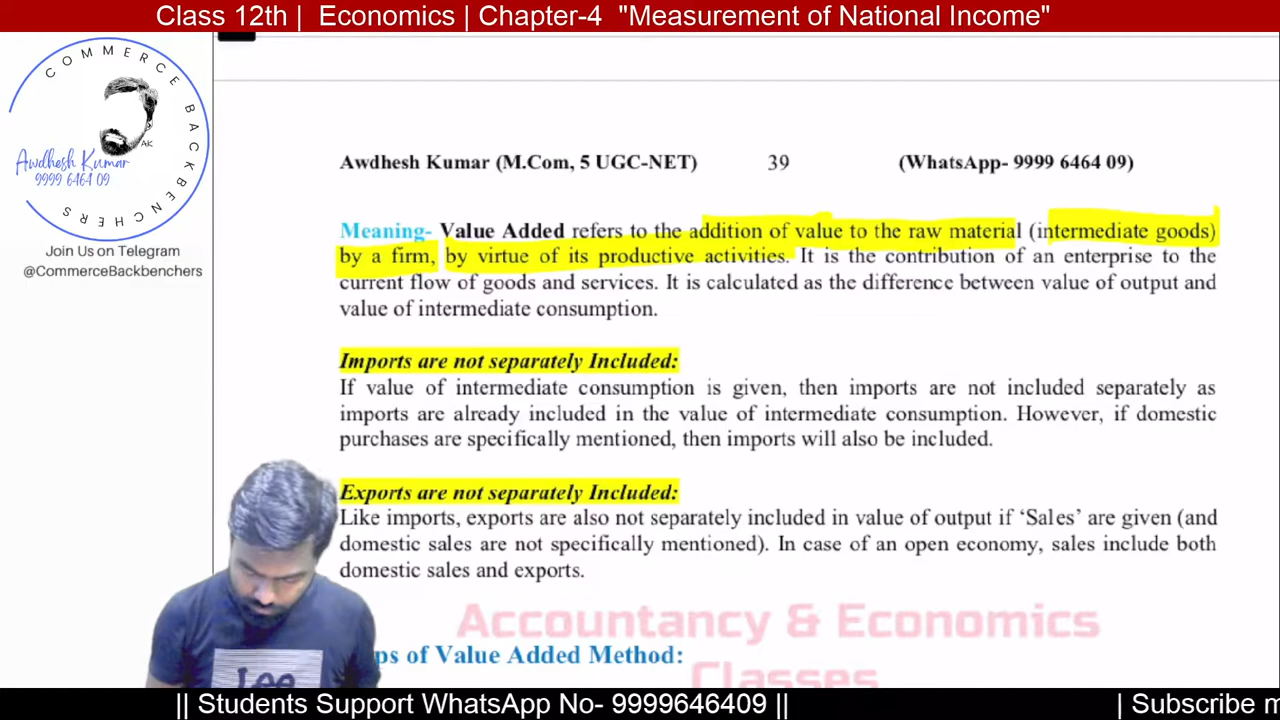 Class 12th | Economics | Chapter-4 "Measurement of National Income"
COMMERCE BACKBENCHERS
AK
Awdhesh Kumar
9999 6464 09
Join Us on Telegram
@CommerceBackbenchers
Awdhesh Kumar (M.Com, 5 UGC-NET) 39 (WhatsApp- 9999 6464 09)
Meaning- Value Added refers to the addition of value to the raw material (intermediate goods)
by a firm, by virtue of its productive activities. It is the contribution of an enterprise to the
current flow of goods and services. It is calculated as the difference between value of output and
value of intermediate consumption.
Imports are not separately Included:
If value of intermediate consumption is given, then imports are not included separately as
imports are already included in the value of intermediate consumption. However, if domestic
purchases are specifically mentioned, then imports will also be included.
Exports are not separately Included:
Like imports, exports are also not separately included in value of output if ‘Sales’ are given (and
domestic sales are not specifically mentioned). In case of an open economy, sales include both
domestic sales and exports.
Accountancy & Economics
Classes
ps of Value Added Method:
|| Students Support WhatsApp No- 9999646409 || | Subscribe m